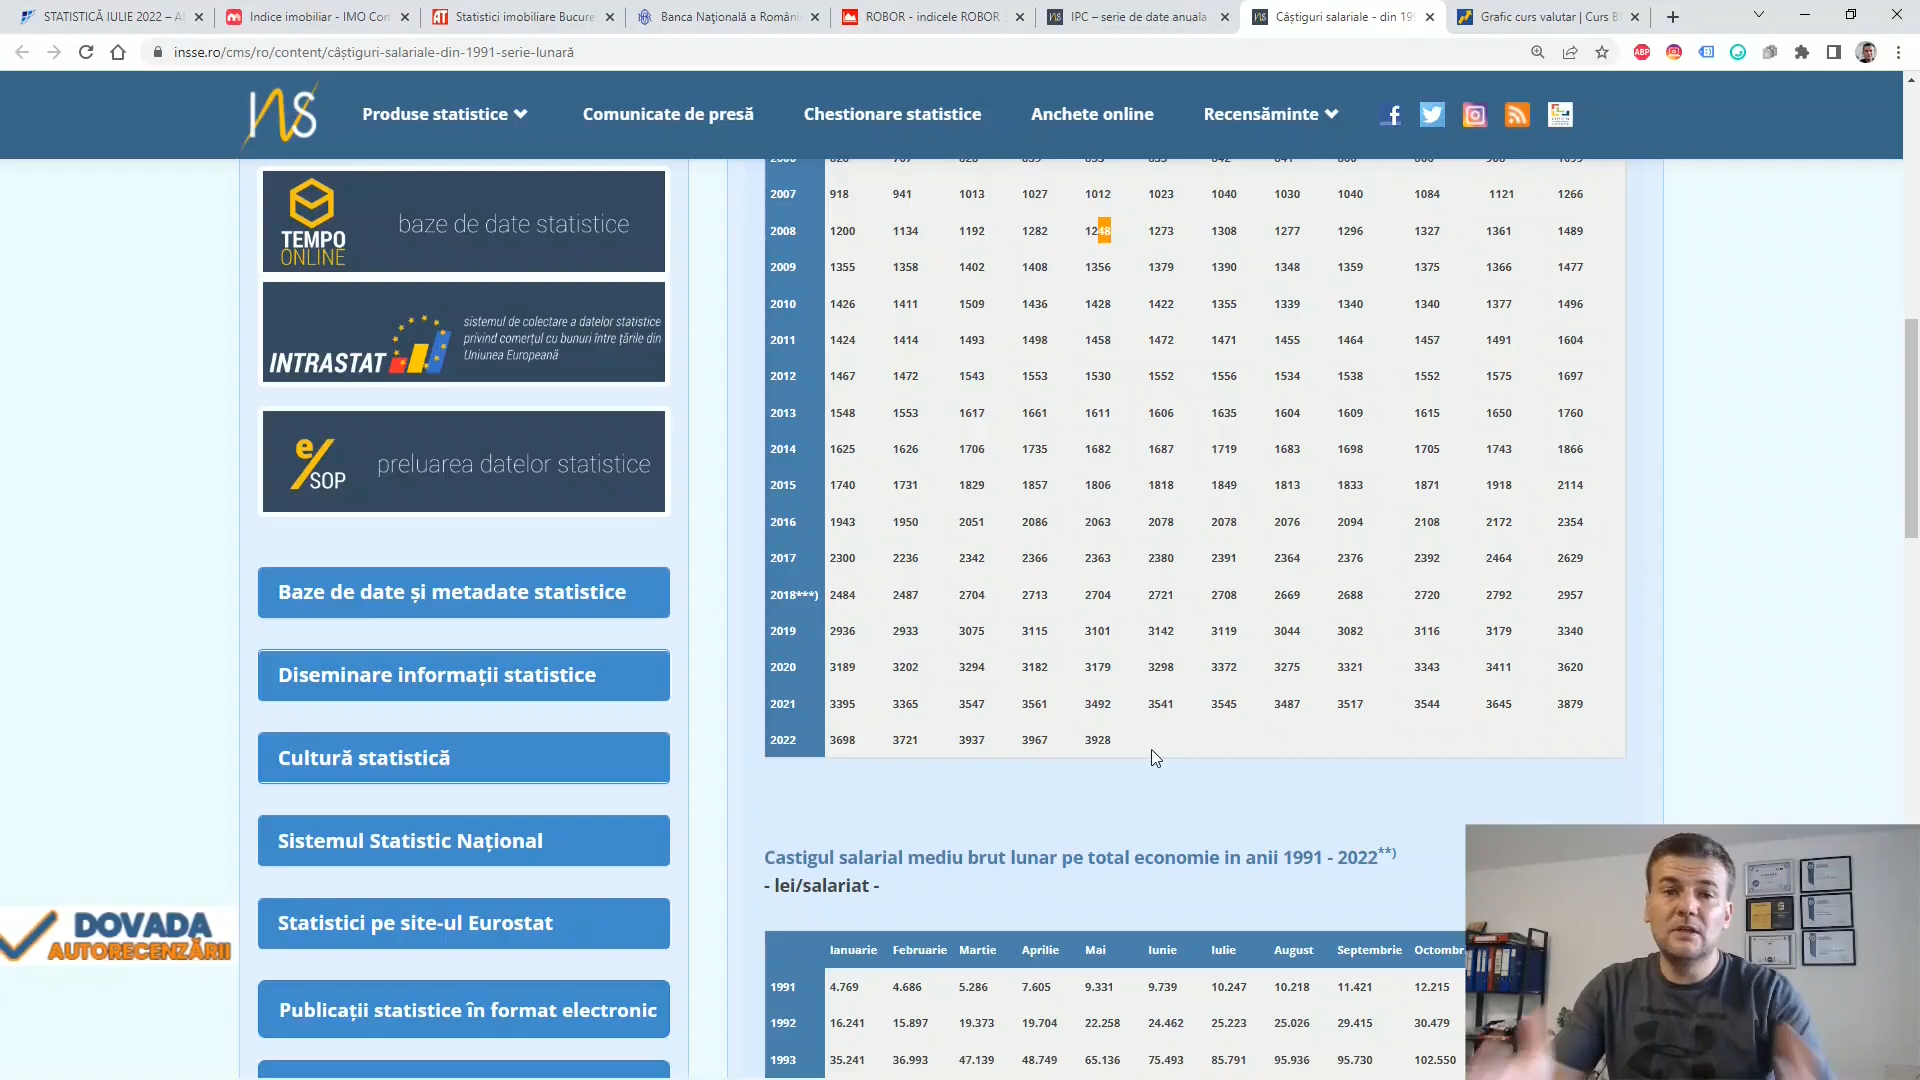 STATISTICĂ IULIE 2022 – A
Indice imobiliar - IMO Con
Statistici imobiliare Bucure
Banca Națională a Români
ROBOR - indicele ROBOR
IPC – serie de date anuala
Câștiguri salariale - din 19
Grafic curs valutar | Curs B
insse.ro/cms/ro/content/câștiguri-salariale-din-1991-serie-lunară
ABP
INS
Produse statistice
Comunicate de presă
Chestionare statistice
Anchete online
Recensăminte
TEMPO
ONLINE
baze de date statistice
INTRASTAT
sistemul de colectare a datelor statistice
privind comerțul cu bunuri între țările din
Uniunea Europeană
e/SOP
preluarea datelor statistice
Baze de date și metadate statistice
Diseminare informații statistice
Cultură statistică
Sistemul Statistic Național
Statistici pe site-ul Eurostat
Publicații statistice în format electronic
2007 918 941 1013 1027 1012 1023 1040 1030 1040 1084 1121 1266
2008 1200 1134 1192 1282 1248 1273 1308 1277 1296 1327 1361 1489
2009 1355 1358 1402 1408 1356 1379 1390 1348 1359 1375 1366 1477
2010 1426 1411 1509 1436 1428 1422 1355 1339 1340 1340 1377 1496
2011 1424 1414 1493 1498 1458 1472 1471 1455 1464 1457 1491 1604
2012 1467 1472 1543 1553 1530 1552 1556 1534 1538 1552 1575 1697
2013 1548 1553 1617 1661 1611 1606 1635 1604 1609 1615 1650 1760
2014 1625 1626 1706 1735 1682 1687 1719 1683 1698 1705 1743 1866
2015 1740 1731 1829 1857 1806 1818 1849 1813 1833 1871 1918 2114
2016 1943 1950 2051 2086 2063 2078 2078 2076 2094 2108 2172 2354
2017 2300 2236 2342 2366 2363 2380 2391 2364 2376 2392 2464 2629
2018***) 2484 2487 2704 2713 2704 2721 2708 2669 2688 2720 2792 2957
2019 2936 2933 3075 3115 3101 3142 3119 3044 3082 3116 3179 3340
2020 3189 3202 3294 3182 3179 3298 3372 3275 3321 3343 3411 3620
2021 3395 3365 3547 3561 3492 3541 3545 3487 3517 3544 3645 3879
2022 3698 3721 3937 3967 3928
Castigul salarial mediu brut lunar pe total economie in anii 1991 - 2022**)
- lei/salariat -
Ianuarie Februarie Martie Aprilie Mai Iunie Iulie August Septembrie Octombr
1991 4.769 4.686 5.286 7.605 9.331 9.739 10.247 10.218 11.421 12.215
1992 16.241 15.897 19.373 19.704 22.258 24.462 25.223 25.026 29.415 30.479
1993 35.241 36.993 47.139 48.749 65.136 75.493 85.791 95.936 95.730 102.550
DOVADA
AUTORECENZĂRII